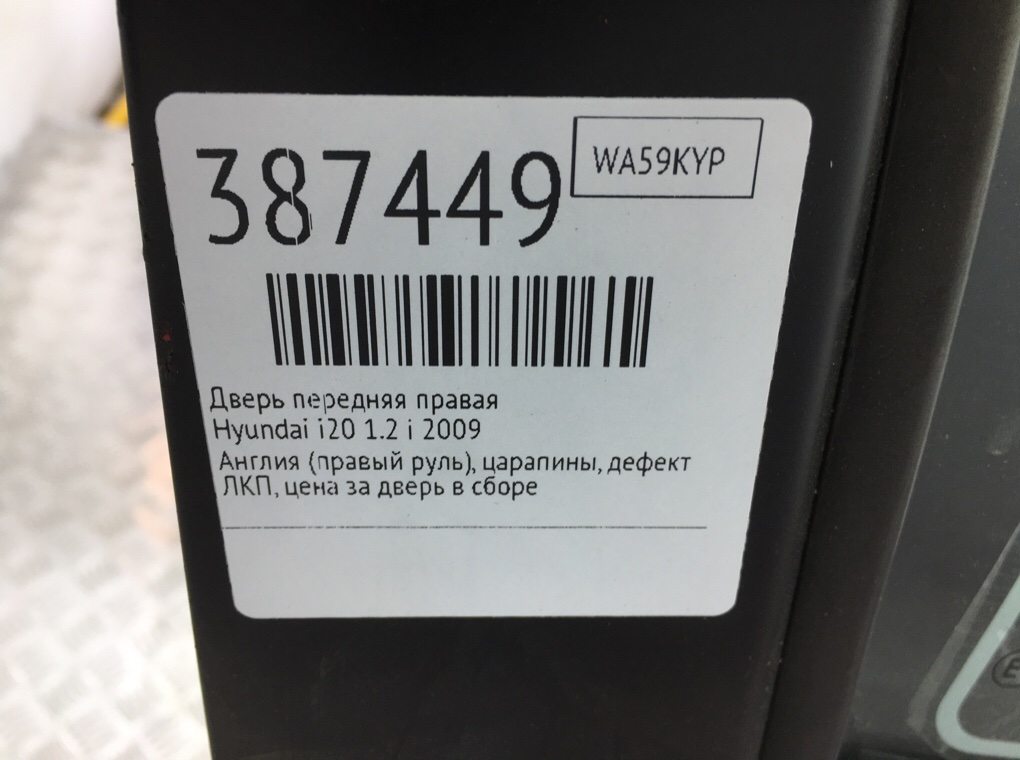 387449
WA59KYP
Дверь передняя правая
Hyundai i20 1.2 i 2009
Англия (правый руль), царапины, дефект
ЛКП, цена за дверь в сборе
E